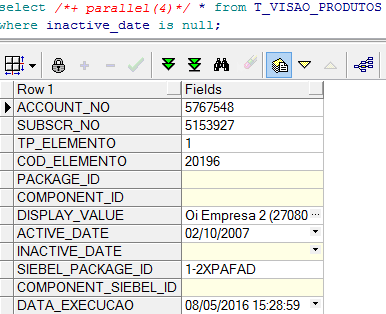 select /*+ parallel(4)*/ * from T_VISAO_PRODUTOS
where inactive_date is null;
Row 1 Fields
ACCOUNT_NO 5767548
SUBSCR_NO 5153927
TP_ELEMENTO 1
COD_ELEMENTO 20196
PACKAGE_ID
COMPONENT_ID
DISPLAY_VALUE Oi Empresa 2 (27080 ...
ACTIVE_DATE 02/10/2007
INACTIVE_DATE
SIEBEL_PACKAGE_ID 1-2XPAFAD
COMPONENT_SIEBEL_ID
DATA_EXECUCAO 08/05/2016 15:28:59